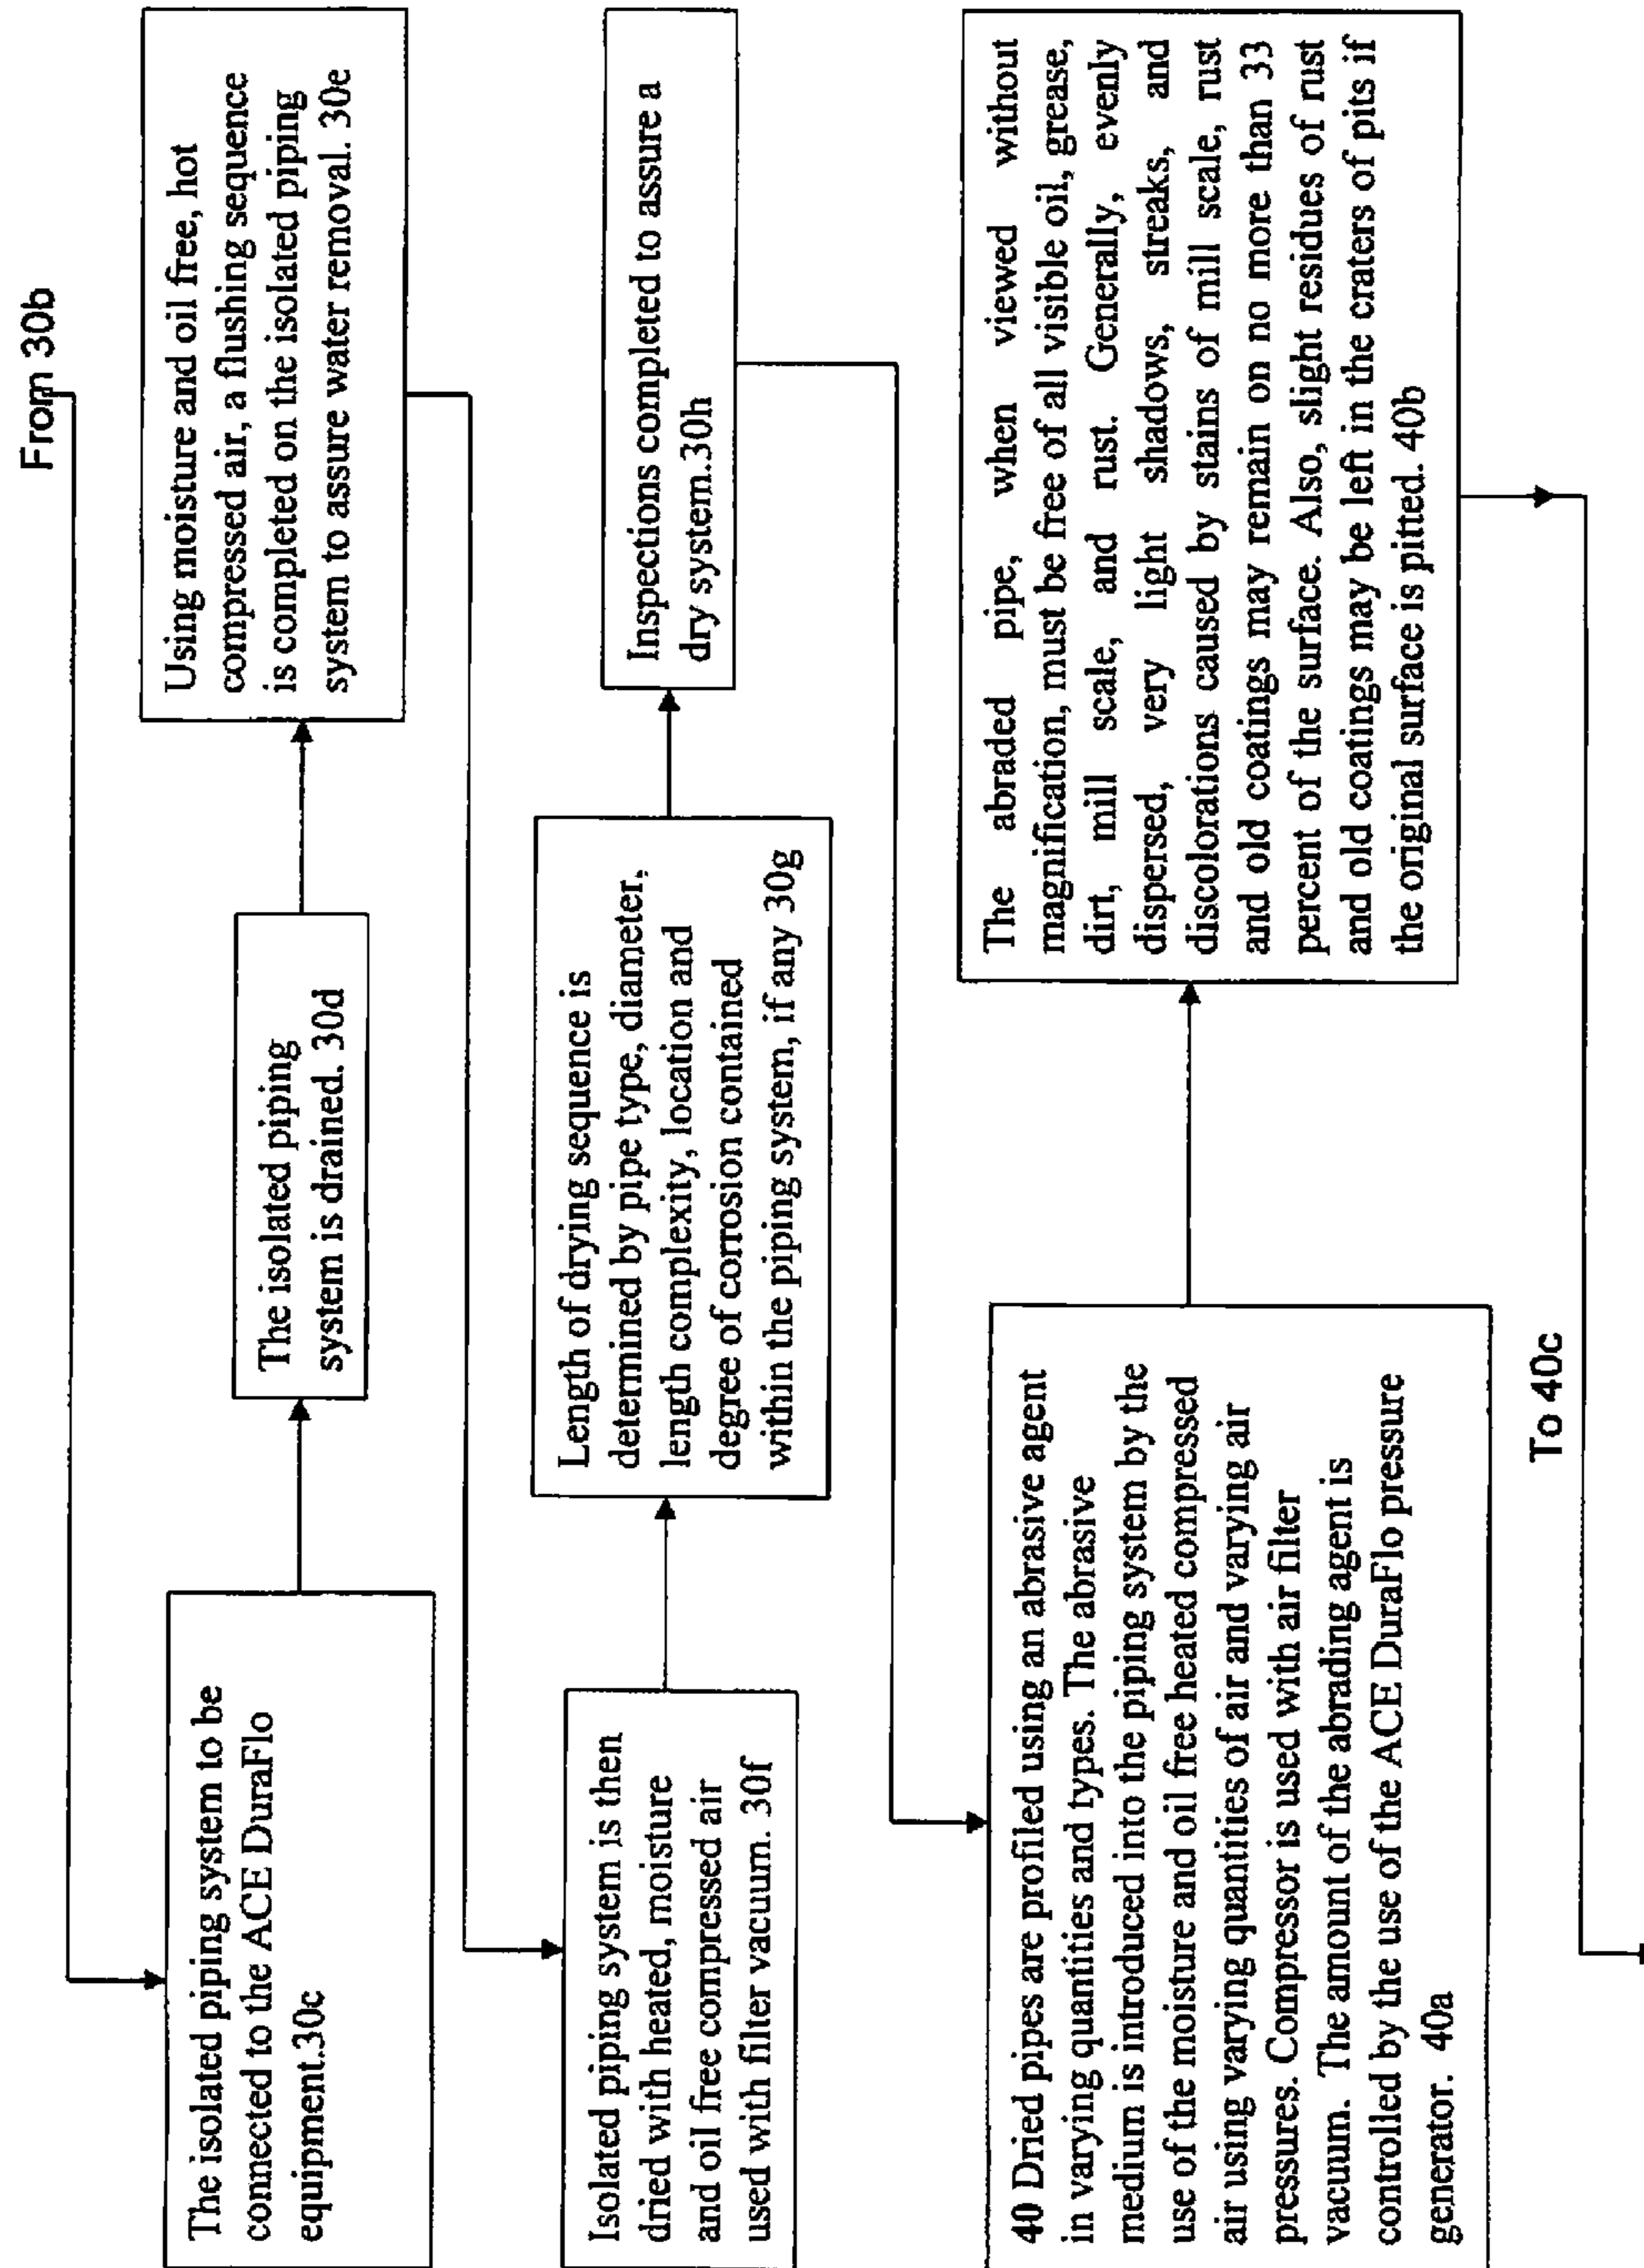 From 30b
The isolated piping system to be
connected to the ACE DuraFlo
equipment.30c
The isolated piping
system is drained. 30d
Using moisture and oil free, hot
compressed air, a flushing sequence
is completed on the isolated piping
system to assure water removal. 30e
Isolated piping system is then
dried with heated, moisture
and oil free compressed air
used with filter vacuum. 30f
Length of drying sequence is
determined by pipe type, diameter,
length complexity, location and
degree of corrosion contained
within the piping system, if any 30g
Inspections completed to assure a
dry system.30h
40 Dried pipes are profiled using an abrasive agent
in varying quantities and types. The abrasive
medium is introduced into the piping system by the
use of the moisture and oil free heated compressed
air using varying quantities of air and varying air
pressures. Compressor is used with air filter
vacuum. The amount of the abrading agent is
controlled by the use of the ACE DuraFlo pressure
generator. 40a
The abraded pipe, when viewed without
magnification, must be free of all visible oil, grease,
dirt, mill scale, and rust. Generally, evenly
dispersed, very light shadows, streaks, and
discolorations caused by stains of mill scale, rust
and old coatings may remain on no more than 33
percent of the surface. Also, slight residues of rust
and old coatings may be left in the craters of pits if
the original surface is pitted. 40b
To 40c